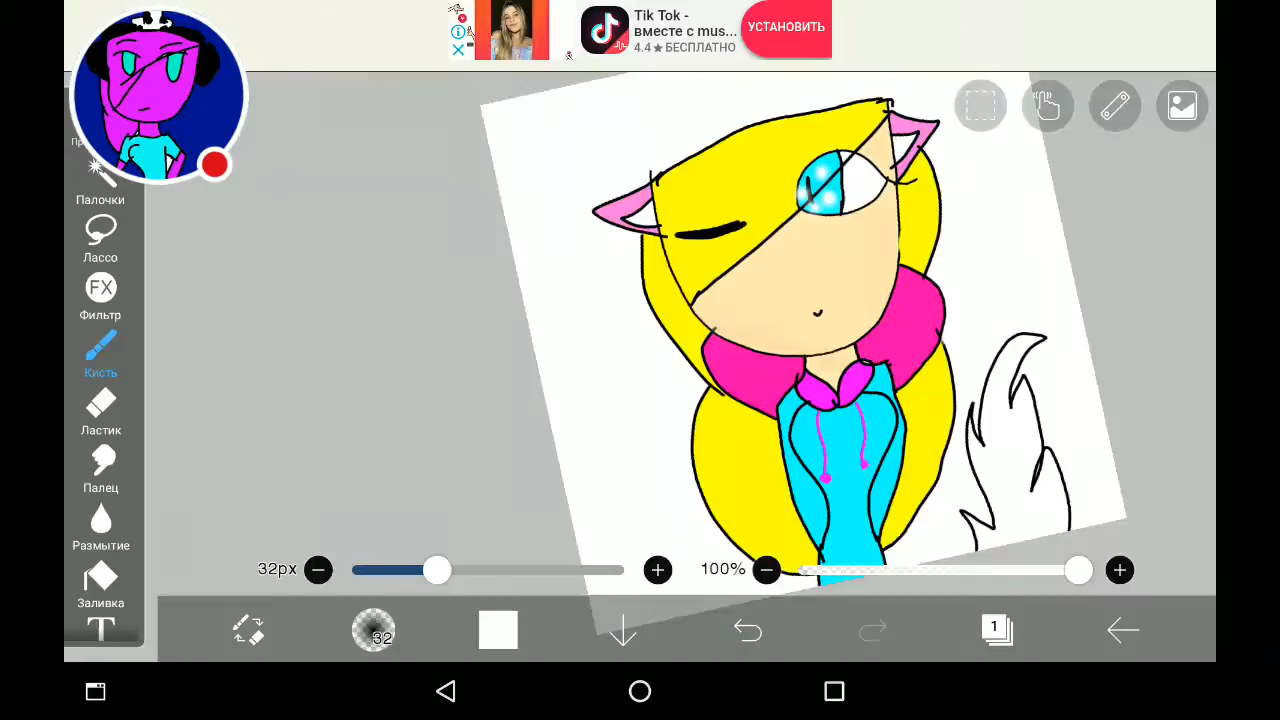 Tik Tok -
вместе с mus...
4.4★ БЕСПЛАТНО
УСТАНОВИТЬ
Палочки
Лассо
FX
Фильтр
Кисть
Ластик
Палец
Размытие
Заливка
T
32px
100%
32
1